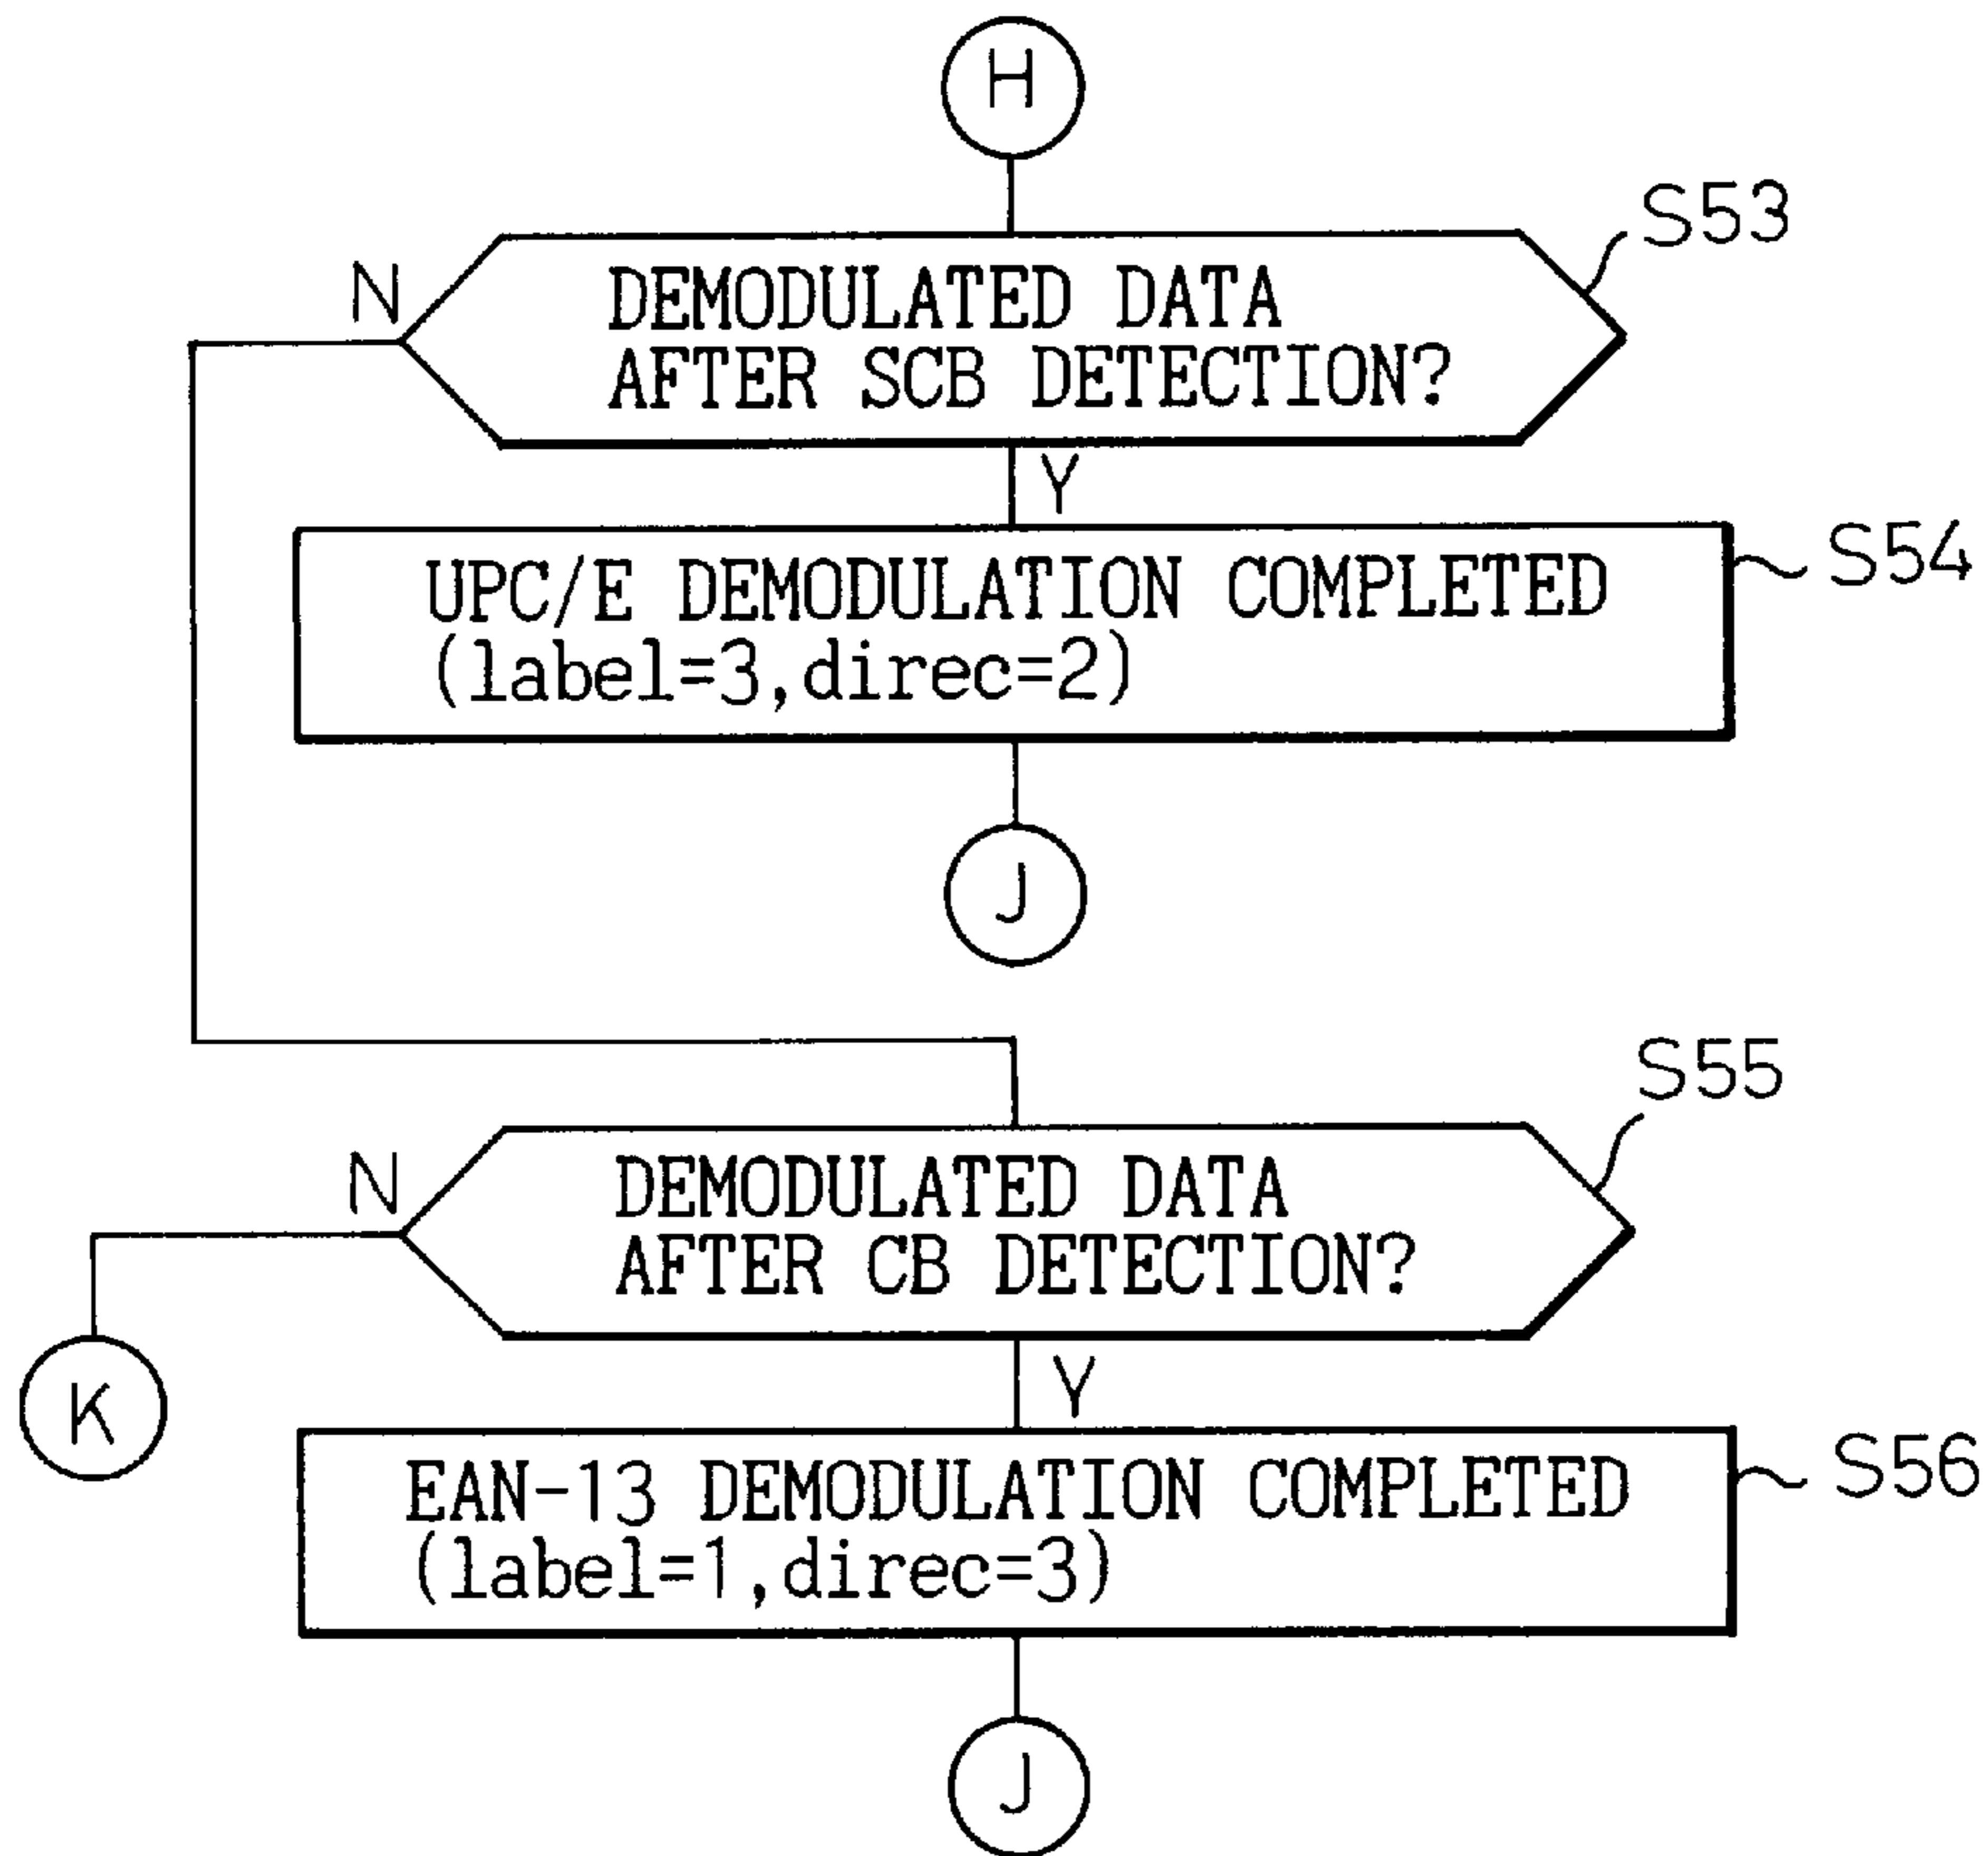 H
S53
N
DEMODULATED DATA
AFTER SCB DETECTION?
Y
S54
UPC/E DEMODULATION COMPLETED
(label=3,direc=2)
J
S55
N
DEMODULATED DATA
AFTER CB DETECTION?
K
Y
S56
EAN-13 DEMODULATION COMPLETED
(label=1,direc=3)
J